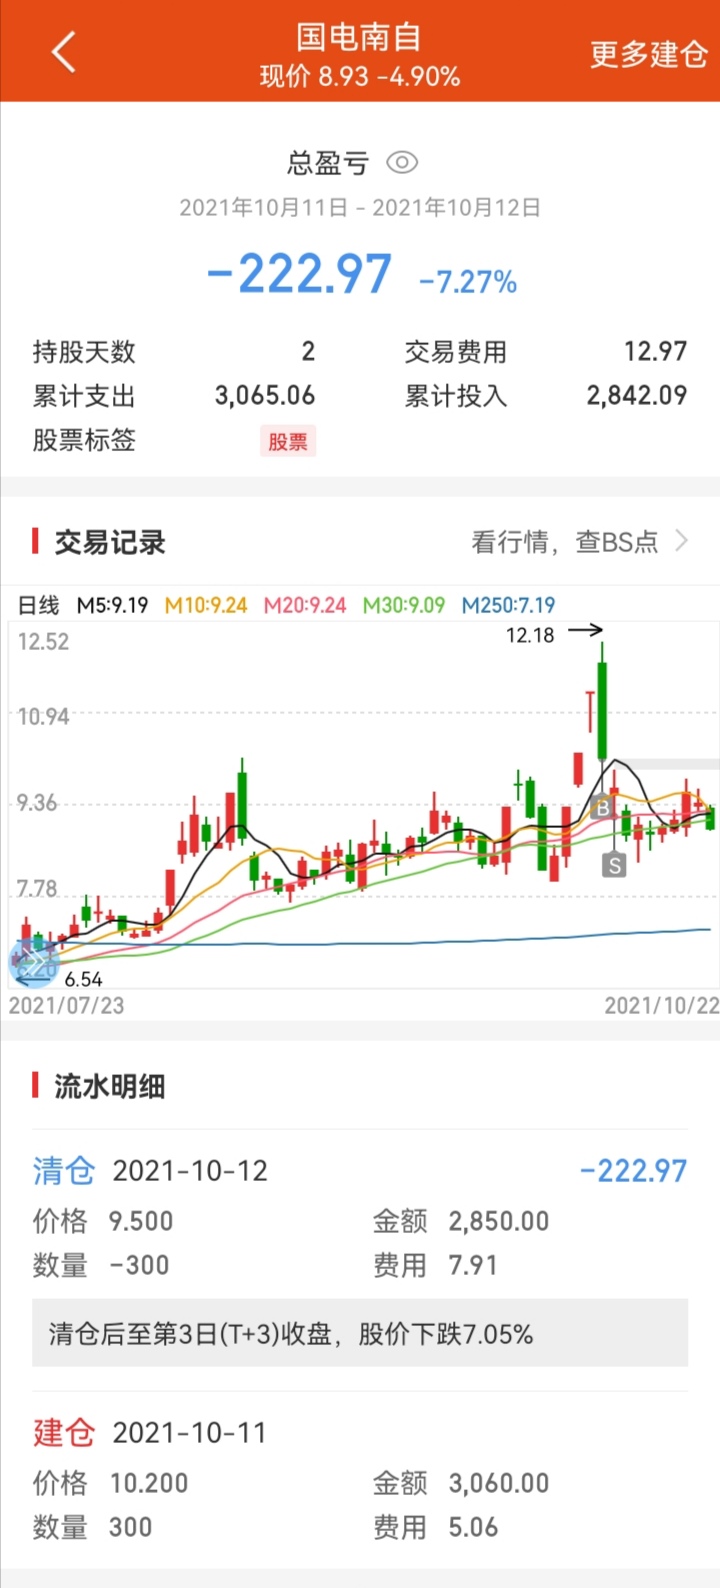 国电南自
现价 8.93 -4.90%
更多建仓
总盈亏
2021年10月11日 - 2021年10月12日
-222.97 -7.27%
持股天数 2 交易费用 12.97
累计支出 3,065.06 累计投入 2,842.09
股票标签 股票
交易记录 看行情，查BS点
日线 M5:9.19 M10:9.24 M20:9.24 M30:9.09 M250:7.19
12.18
12.52
10.94
9.36
B
S
7.78
6.20
6.54
2021/07/23 2021/10/22
流水明细
清仓 2021-10-12 -222.97
价格 9.500 金额 2,850.00
数量 -300 费用 7.91
清仓后至第3日(T+3)收盘，股价下跌7.05%
建仓 2021-10-11
价格 10.200 金额 3,060.00
数量 300 费用 5.06